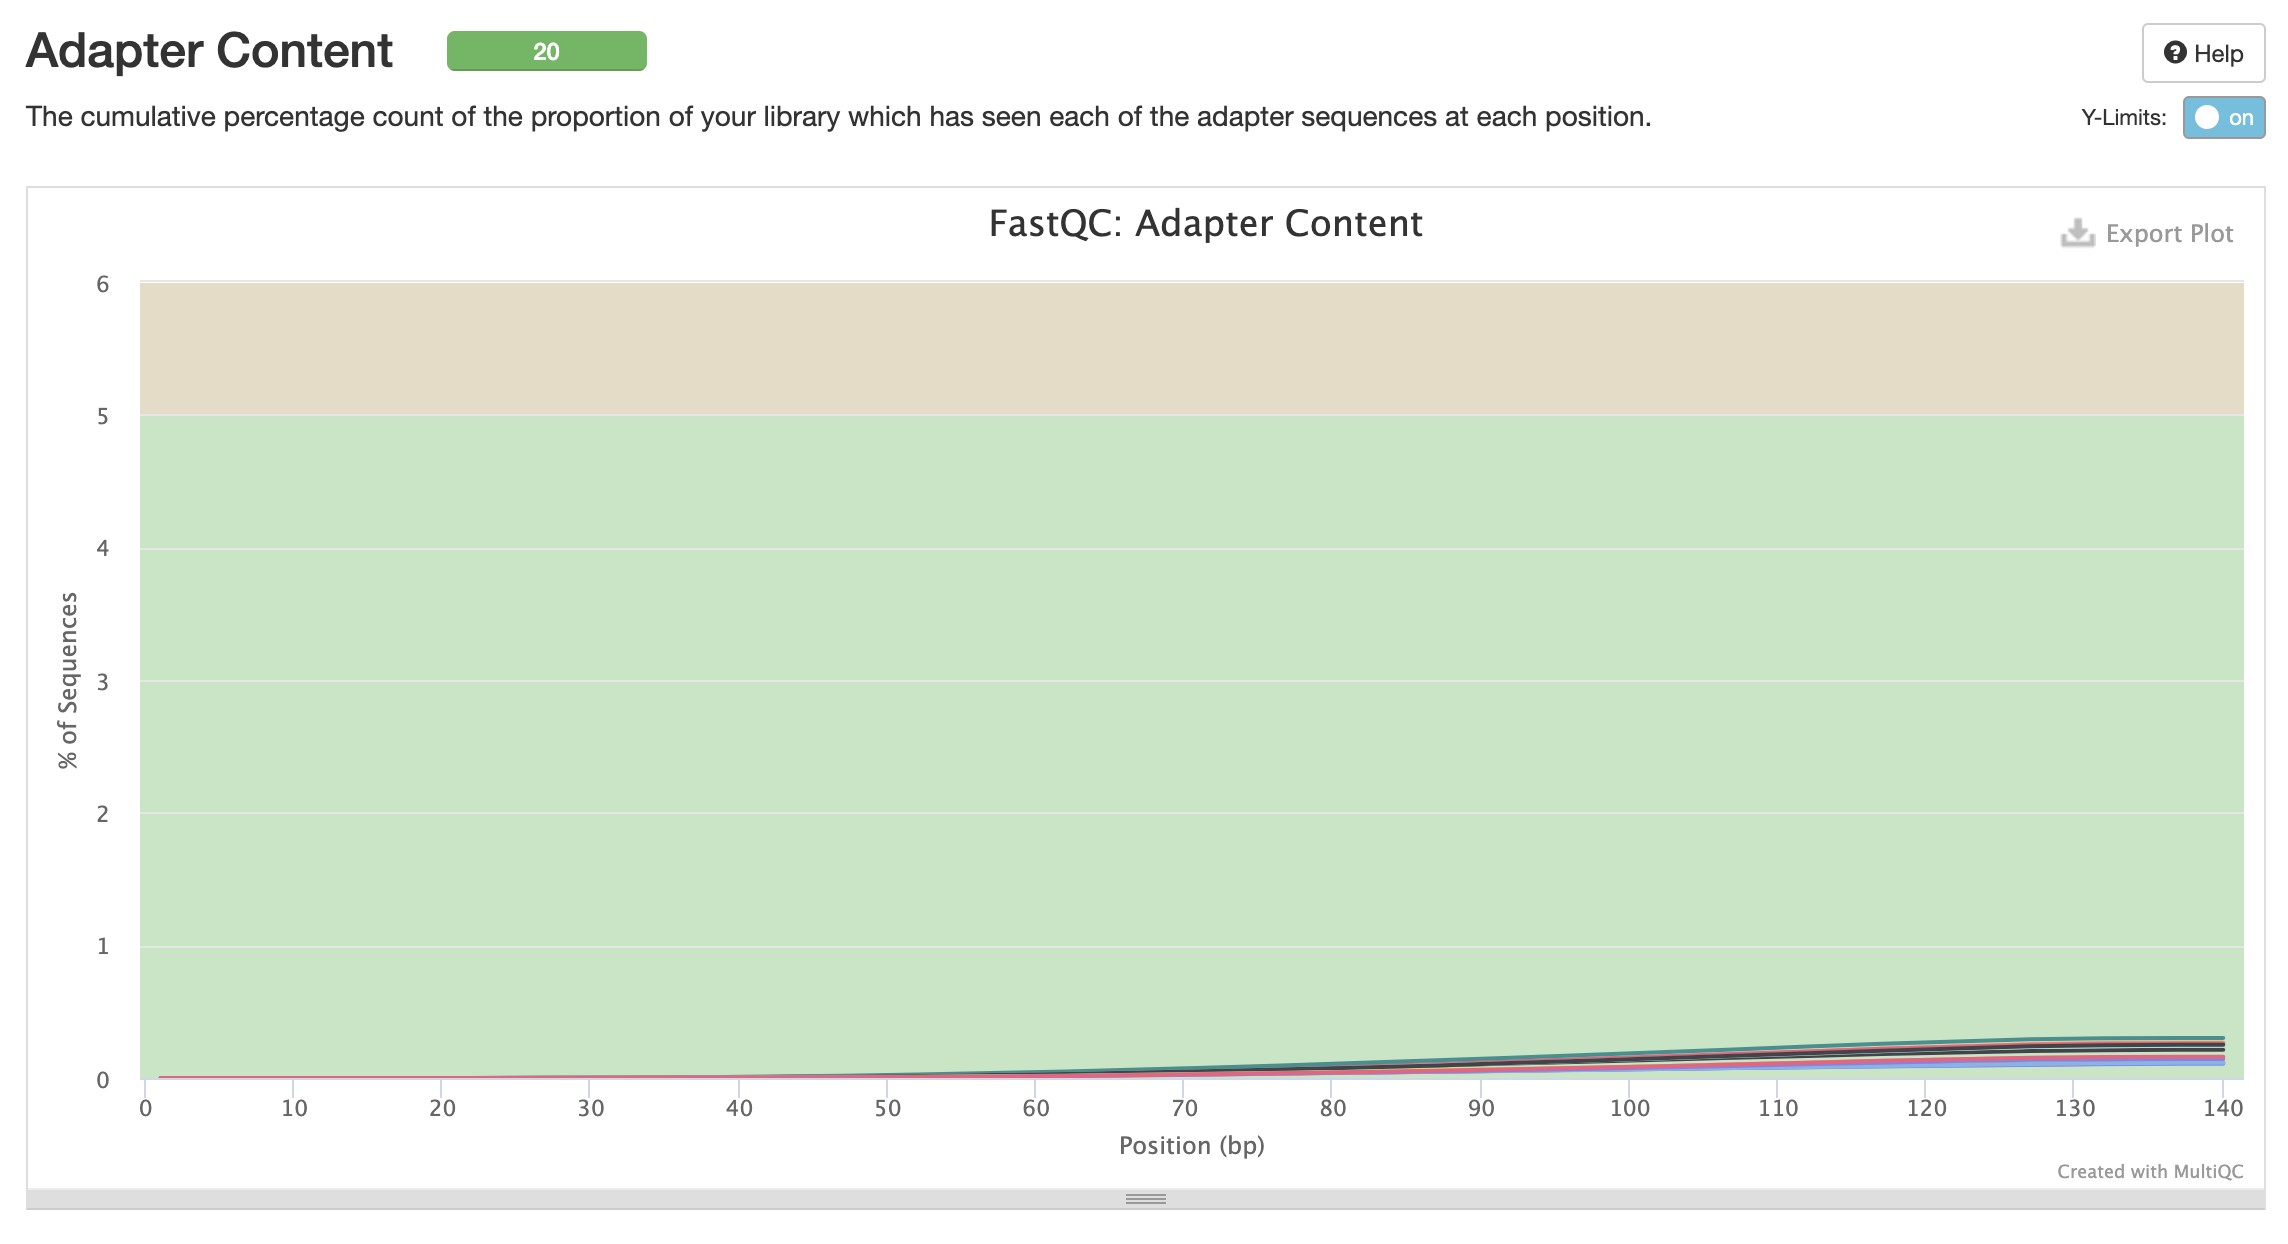 Adapter Content 20 Help
The cumulative percentage count of the proportion of your library which has seen each of the adapter sequences at each position. Y-Limits: on
FastQC: Adapter Content
Export Plot
6
5
4
3
2
1
0
% of Sequences
0 10 20 30 40 50 60 70 80 90 100 110 120 130 140
Position (bp)
Created with MultiQC